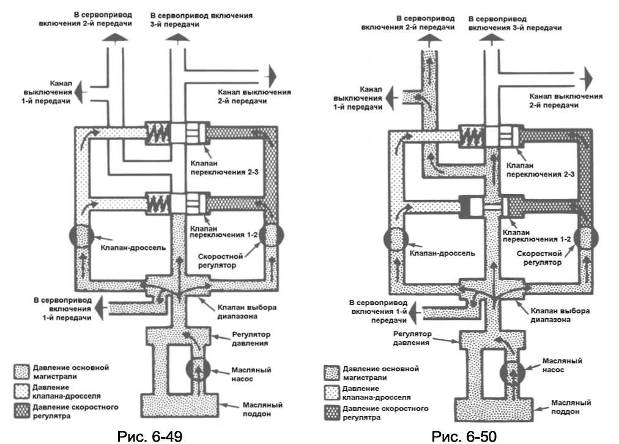 В сервопривод
включения 2-й передачи
В сервопривод включения
3-й передачи
Канал
выключения
1-й передачи
Канал выключения
2-й передачи
Клапан
переключения 2-3
Клапан
переключения 1-2
Клапан-дроссель
Скоростной
регулятор
В сервопривод
включения
1-й передачи
Клапан выбора
диапазона
Регулятор
давления
Масляный
насос
Масляный
поддон
Давление основной
магистрали
Давление
клапана-дросселя
Давление скоростного
регулятра
Рис. 6-49
В сервопривод
включения 2-й передачи
В сервопривод
включения 3-й передачи
Канал
выключения
1-й передачи
Канал выключения
2-й передачи
Клапан
переключения 2-3
Клапан
переключения 1-2
Клапан-дроссель
Скоростной
регулятор
В сервопривод
включения 1-й
передачи
Клапан выбора
диапазона
Регулятор
давления
Масляный
насос
Масляный
поддон
Давление основной
магистрали
Давление
клапана-дросселя
Давление скоростного
регулятра
Рис. 6-50